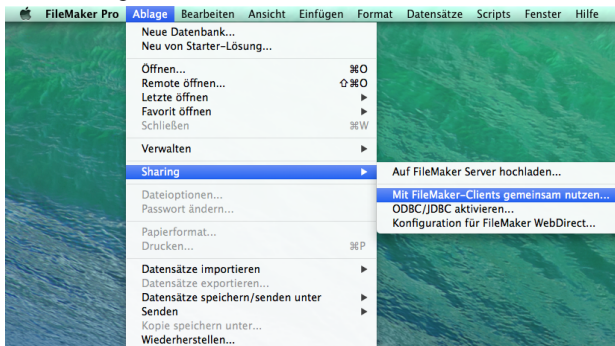 FileMaker Pro Ablage Bearbeiten Ansicht Einfügen Format Datensätze Scripts Fenster Hilfe
Neue Datenbank...
Neu von Starter-Lösung...
Öffnen... ⌘O
Remote öffnen... ⇧⌘O
Letzte öffnen ▶
Favorit öffnen ▶
Schließen ⌘W
Verwalten ▶
Sharing ▶
Auf FileMaker Server hochladen...
Mit FileMaker-Clients gemeinsam nutzen...
ODBC/JDBC aktivieren...
Konfiguration für FileMaker WebDirect...
Dateioptionen...
Passwort ändern...
Papierformat...
Drucken... ⌘P
Datensätze importieren ▶
Datensätze exportieren...
Datensätze speichern/senden unter ▶
Senden ▶
Kopie speichern unter...
Wiederherstellen...